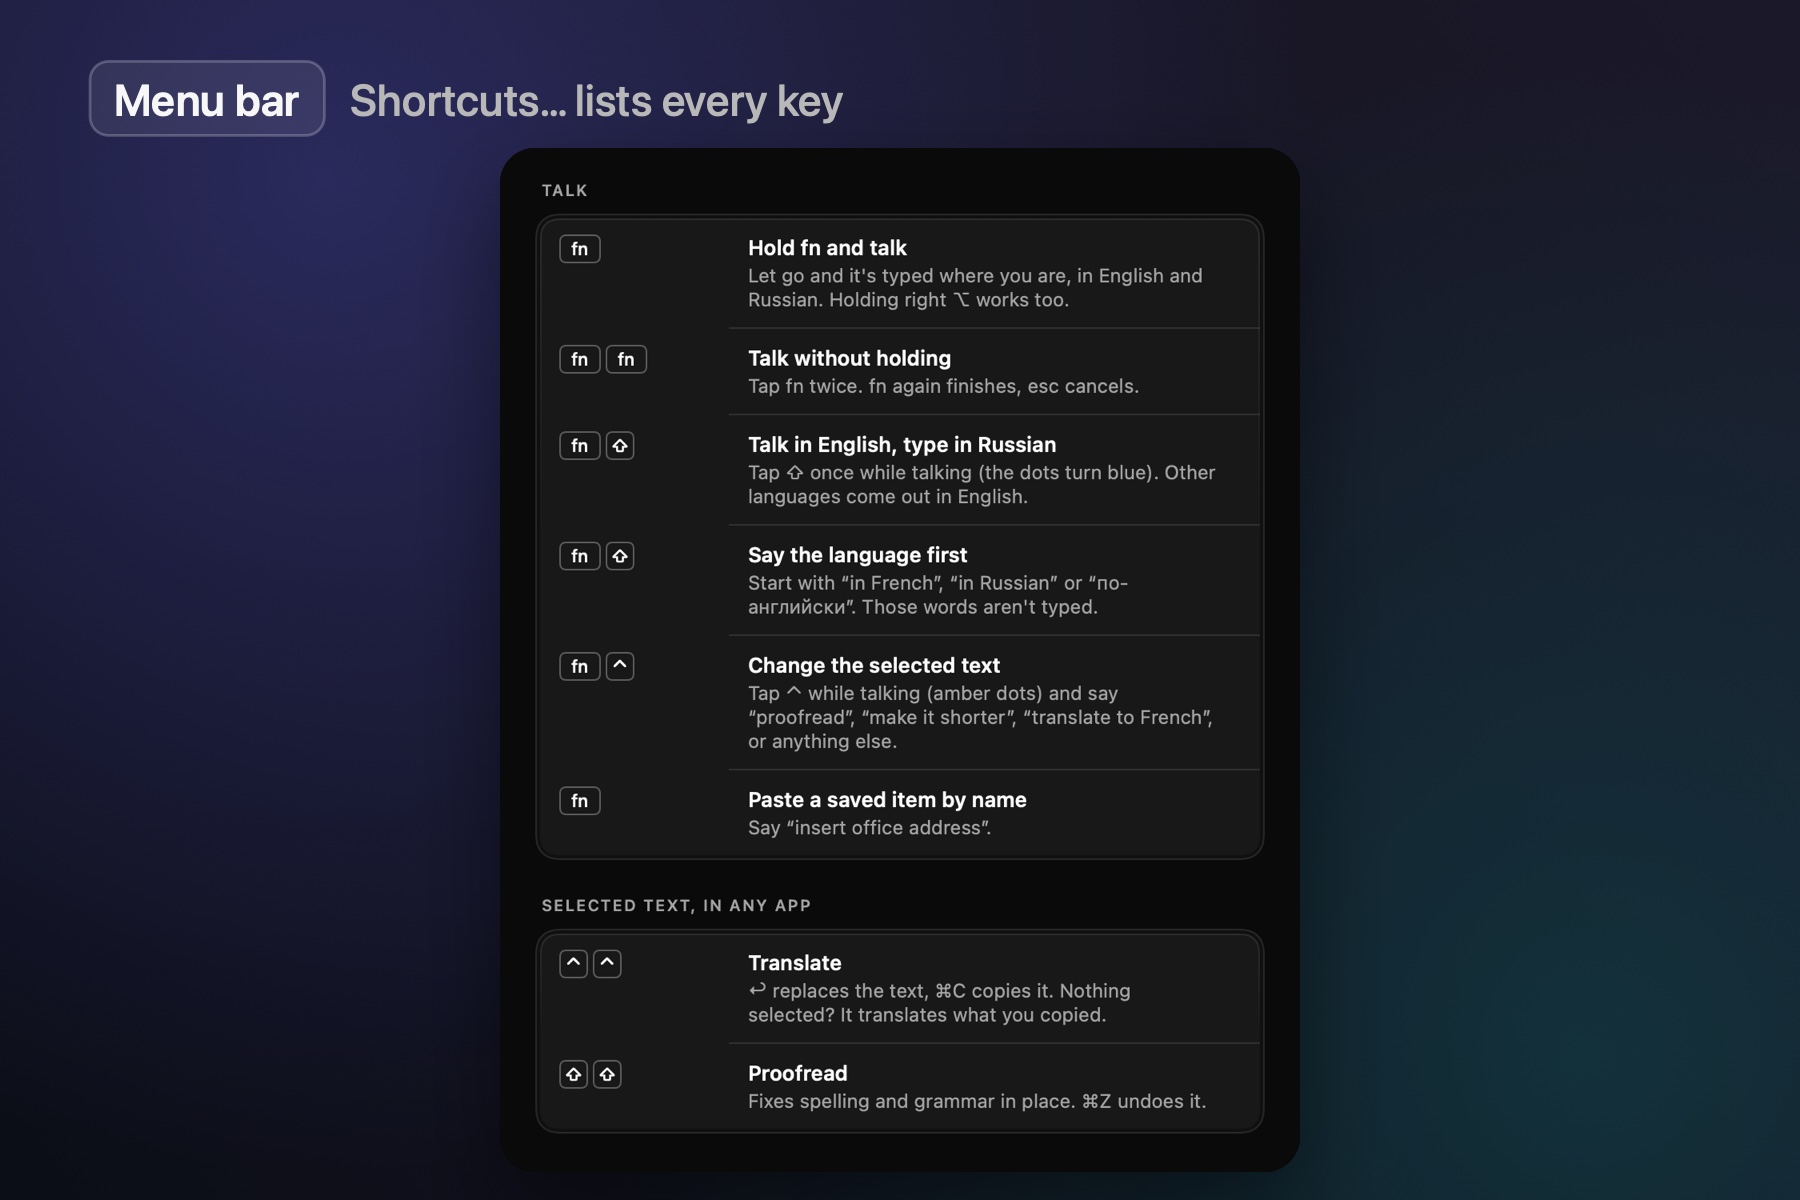 Menu bar Shortcuts... lists every key
TALK
fn
Hold fn and talk
Let go and it's typed where you are, in English and
Russian. Holding right ⌥ works too.
fn fn
Talk without holding
Tap fn twice. fn again finishes, esc cancels.
fn ⇧
Talk in English, type in Russian
Tap ⇧ once while talking (the dots turn blue). Other
languages come out in English.
fn ⇧
Say the language first
Start with “in French”, “in Russian” or “по-
английски”. Those words aren't typed.
fn ^
Change the selected text
Tap ^ while talking (amber dots) and say
“proofread”, “make it shorter”, “translate to French”,
or anything else.
fn
Paste a saved item by name
Say “insert office address”.
SELECTED TEXT, IN ANY APP
^ ^
Translate
↩ replaces the text, ⌘C copies it. Nothing
selected? It translates what you copied.
⇧ ⇧
Proofread
Fixes spelling and grammar in place. ⌘Z undoes it.